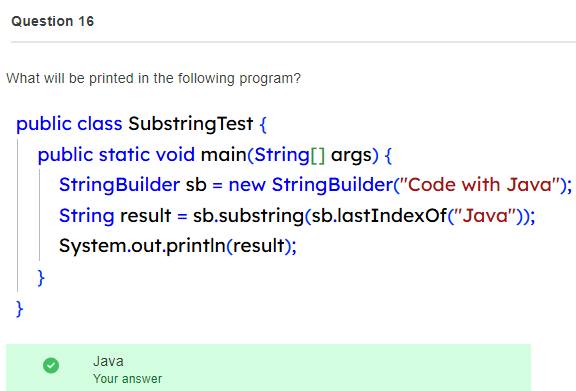 Question 16
What will be printed in the following program?
public class SubstringTest {
public static void main(String[] args) {
StringBuilder sb = new StringBuilder("Code with Java");
String result = sb.substring(sb.lastIndexOf("Java"));
System.out.println(result);
}
}
Java
Your answer